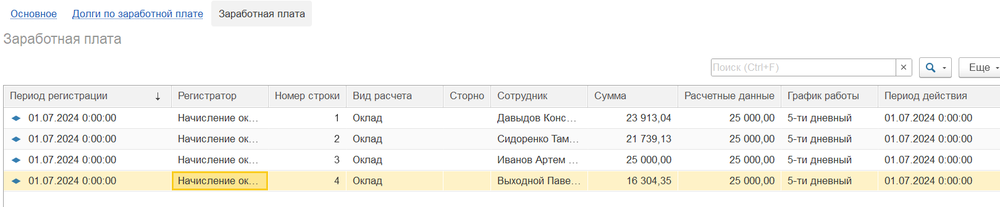 Основное Долги по заработной плате Заработная плата
Заработная плата
Поиск (Ctrl+F) × Еще
Период регистрации ↓ Регистратор Номер строки Вид расчета Сторно Сотрудник Сумма Расчетные данные График работы Период действия
01.07.2024 0:00:00 Начисление ок... 1 Оклад Давыдов Конс... 23 913,04 25 000,00 5-ти дневный 01.07.2024 0:00:00
01.07.2024 0:00:00 Начисление ок... 2 Оклад Сидоренко Там... 21 739,13 25 000,00 5-ти дневный 01.07.2024 0:00:00
01.07.2024 0:00:00 Начисление ок... 3 Оклад Иванов Артем ... 25 000,00 25 000,00 5-ти дневный 01.07.2024 0:00:00
01.07.2024 0:00:00 Начисление ок... 4 Оклад Выходной Паве... 16 304,35 25 000,00 5-ти дневный 01.07.2024 0:00:00